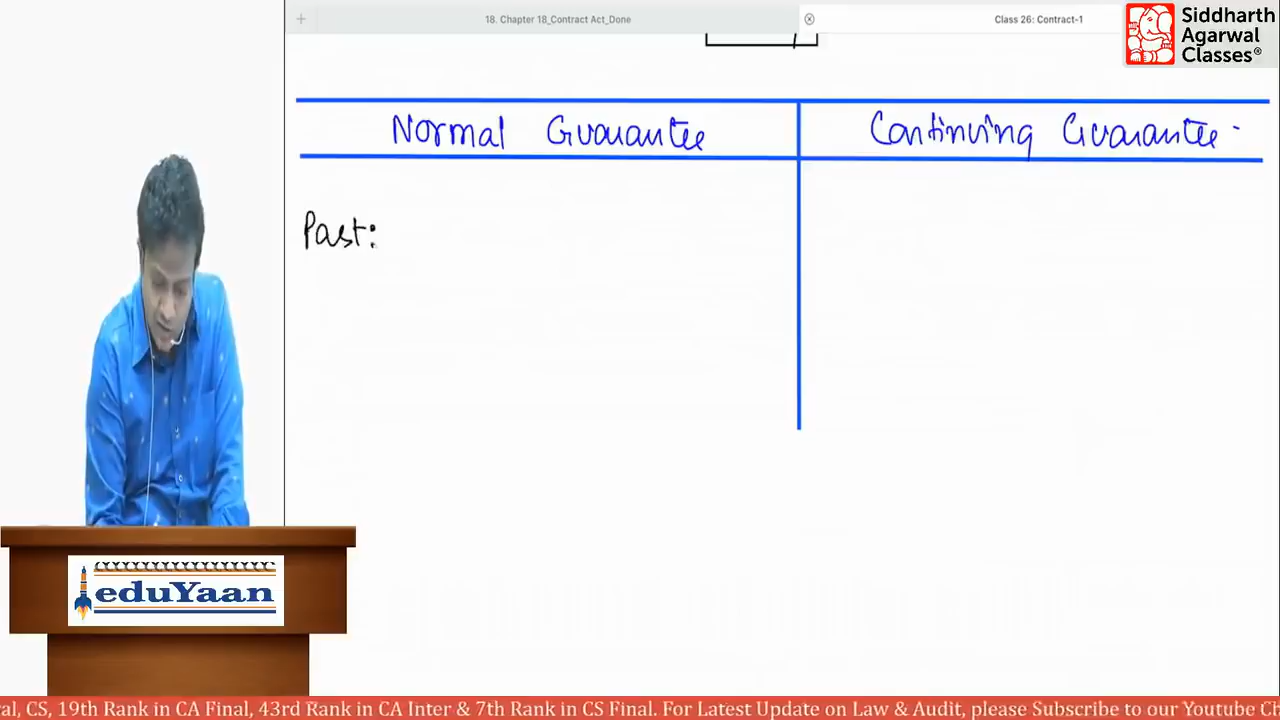 18. Chapter 18_Contract Act_Done
Class 26: Contract-1
Siddharth
Agarwal
Classes®
Normal Guarantee
Continuing Guarantee
Past:
eduYaan
al, CS, 19th Rank in CA Final, 43rd Rank in CA Inter & 7th Rank in CS Final. For Latest Update on Law & Audit, please Subscribe to our Youtube Ch